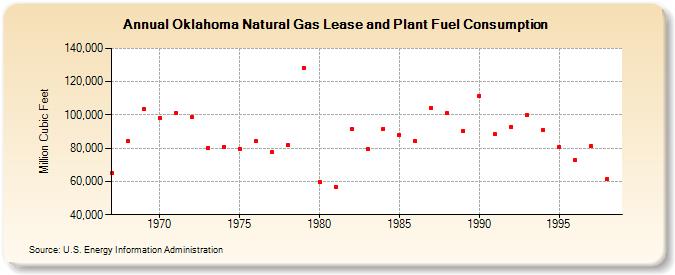 Annual Oklahoma Natural Gas Lease and Plant Fuel Consumption
Million Cubic Feet
140,000
120,000
100,000
80,000
60,000
40,000
1970 1975 1980 1985 1990 1995
Source: U.S. Energy Information Administration